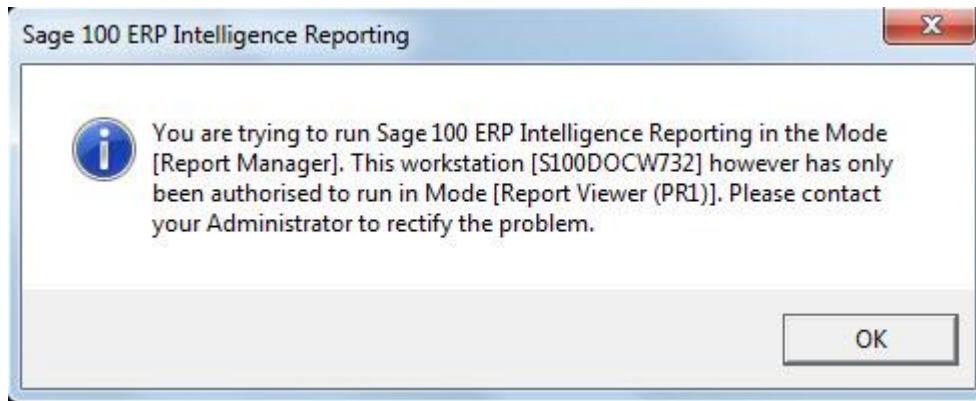 Sage 100 ERP Intelligence Reporting
You are trying to run Sage 100 ERP Intelligence Reporting in the Mode
[Report Manager]. This workstation [S100DOCW732] however has only
been authorised to run in Mode [Report Viewer (PR1)]. Please contact
your Administrator to rectify the problem.
OK